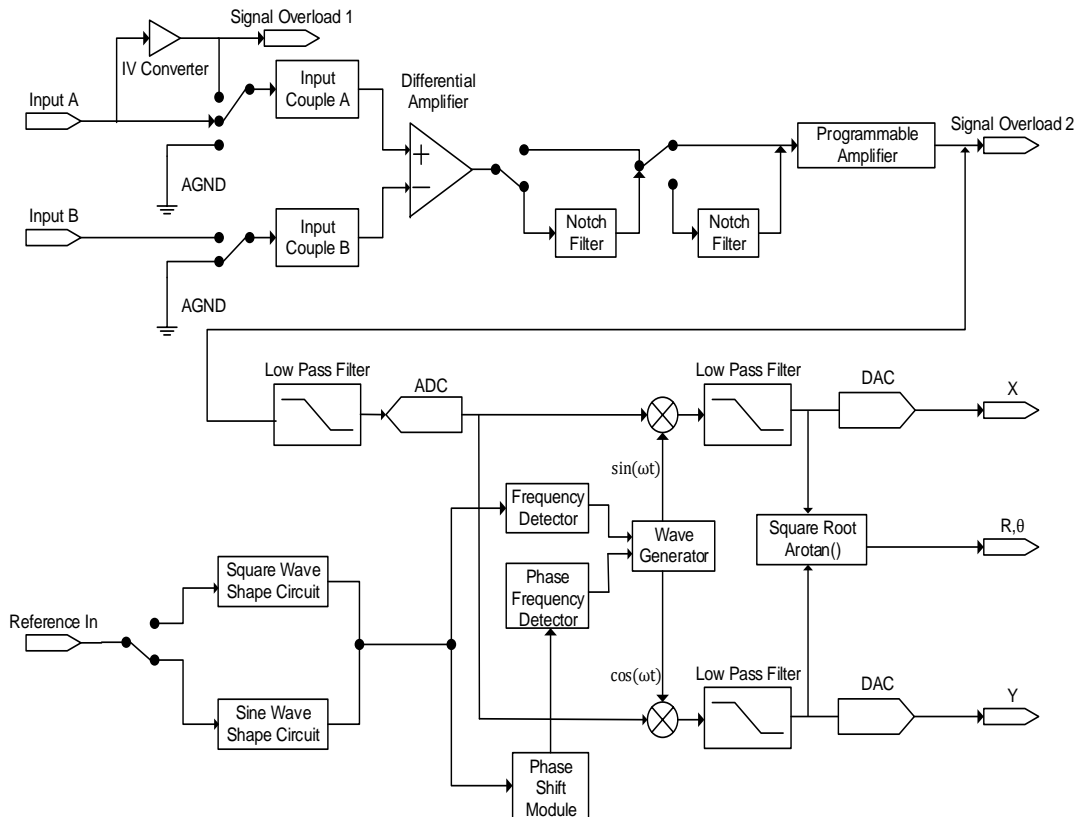 Signal Overload 1
IV Converter
Input A
Input
Couple A
Differential
Amplifier
AGND
Programmable
Amplifier
Signal Overload 2
Input B
Input
Couple B
Notch
Filter
Notch
Filter
AGND
Low Pass Filter
ADC
Low Pass Filter
DAC
X
sin(ωt)
Frequency
Detector
Wave
Generator
Square Root
Arotan()
R,θ
Square Wave
Shape Circuit
Phase
Frequency
Detector
Reference In
cos(ωt)
Low Pass Filter
DAC
Y
Sine Wave
Shape Circuit
Phase
Shift
Module